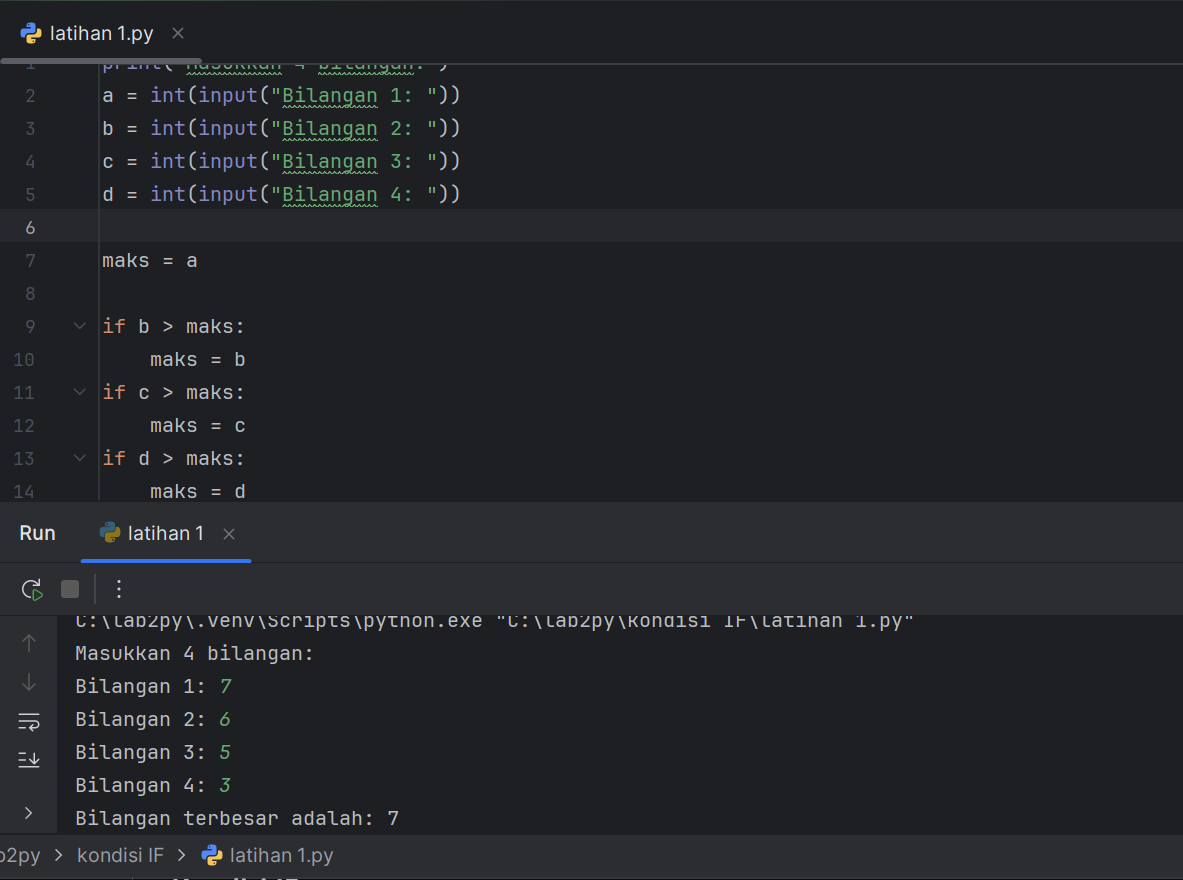 latihan 1.py
1 print("Masukkan 4 bilangan:")
2 a = int(input("Bilangan 1: "))
3 b = int(input("Bilangan 2: "))
4 c = int(input("Bilangan 3: "))
5 d = int(input("Bilangan 4: "))
6
7 maks = a
8
9 if b > maks:
10     maks = b
11 if c > maks:
12     maks = c
13 if d > maks:
14     maks = d
Run latihan 1
C:\lab2py\.venv\Scripts\python.exe "C:\lab2py\kondisi IF\latihan 1.py"
Masukkan 4 bilangan:
Bilangan 1: 7
Bilangan 2: 6
Bilangan 3: 5
Bilangan 4: 3
Bilangan terbesar adalah: 7
b2py > kondisi IF > latihan 1.py